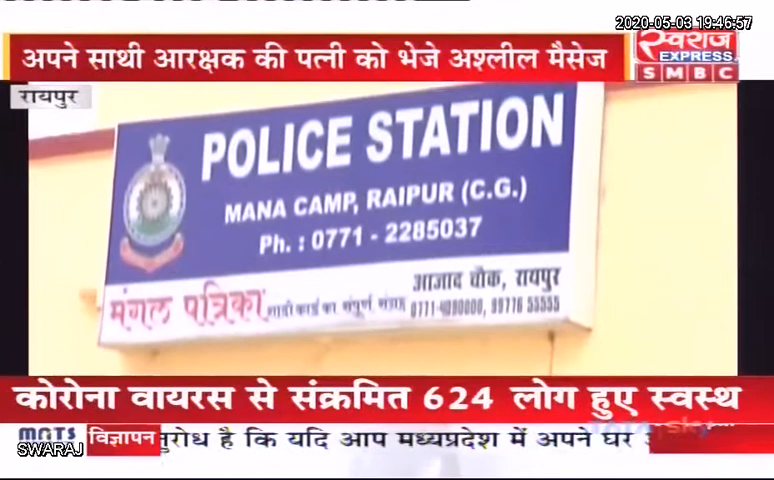 2020-05-03 19:46:57
अपने साथी आरक्षक की पत्नी को भेजे अश्लील मैसेज
स्वराज
EXPRESS
SMBC
रायपुर
POLICE STATION
MANA CAMP, RAIPUR (C.G.)
Ph. : 0771 - 2285037
मंगल पत्रिका
आजाद चौक, रायपुर
कोरोना वायरस से संक्रमित 624 लोग हुए स्वस्थ
विज्ञापन
नुरोध है कि यदि आप मध्यप्रदेश में अपने घर
SWARAJ